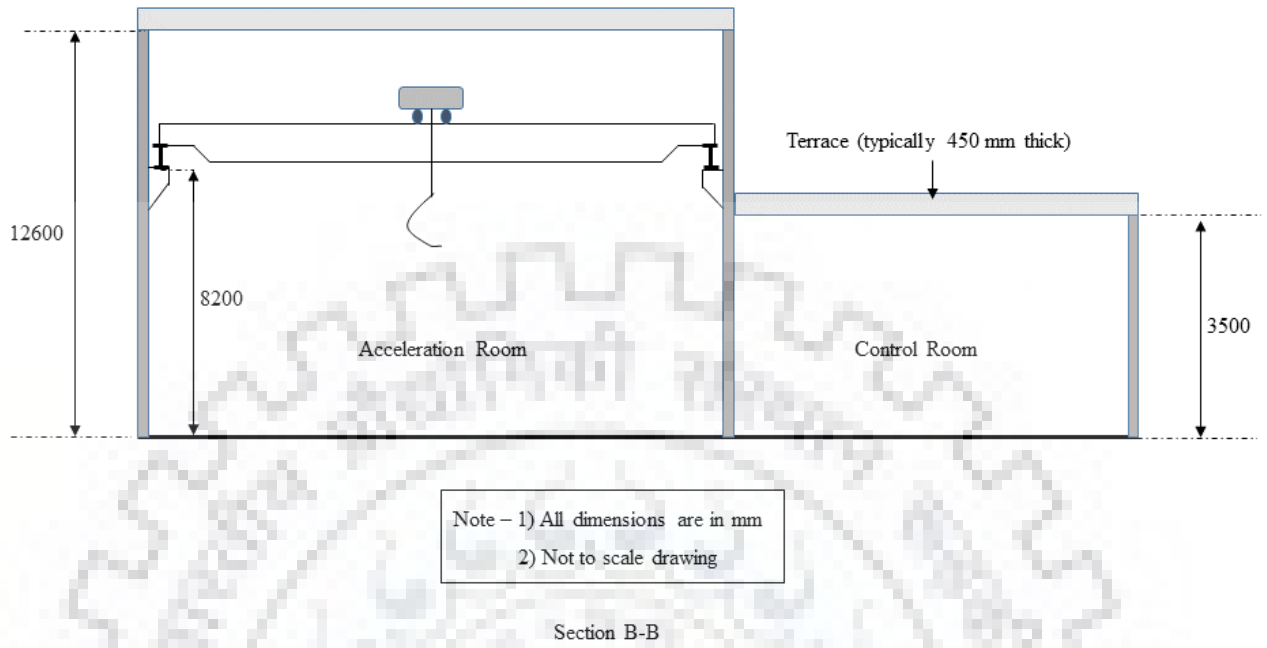 Terrace (typically 450 mm thick)
12600
8200
3500
Acceleration Room
Control Room
Note – 1) All dimensions are in mm
2) Not to scale drawing
Section B-B